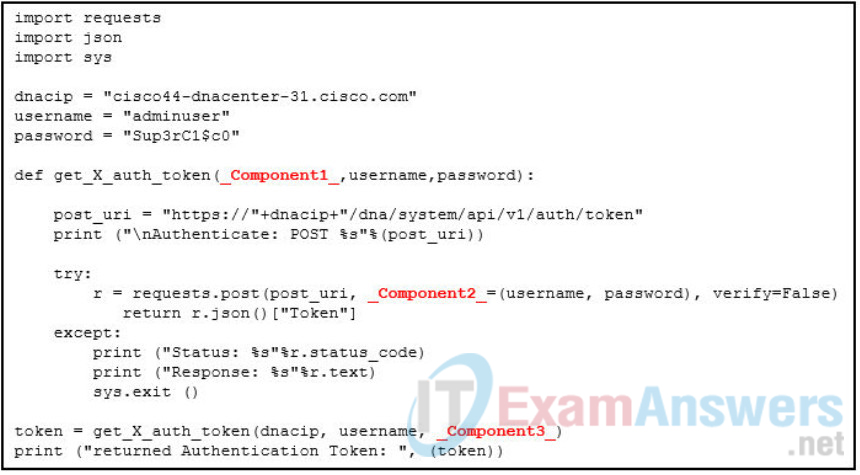 import requests
import json
import sys

dnacip = "cisco44-dnacenter-31.cisco.com"
username = "adminuser"
password = "Sup3rC1$c0"

def get_X_auth_token(_Component1_,username,password):

    post_uri = "https://"+dnacip+"/dna/system/api/v1/auth/token"
    print ("\nAuthenticate: POST %s"%(post_uri))

    try:
        r = requests.post(post_uri, _Component2_=(username, password), verify=False)
           return r.json()["Token"]
    except:
        print ("Status: %s"%r.status_code)
        print ("Response: %s"%r.text)
        sys.exit ()

token = get_X_auth_token(dnacip, username, _Component3_)
print ("returned Authentication Token: ", (token))
IT ExamAnswers
.net